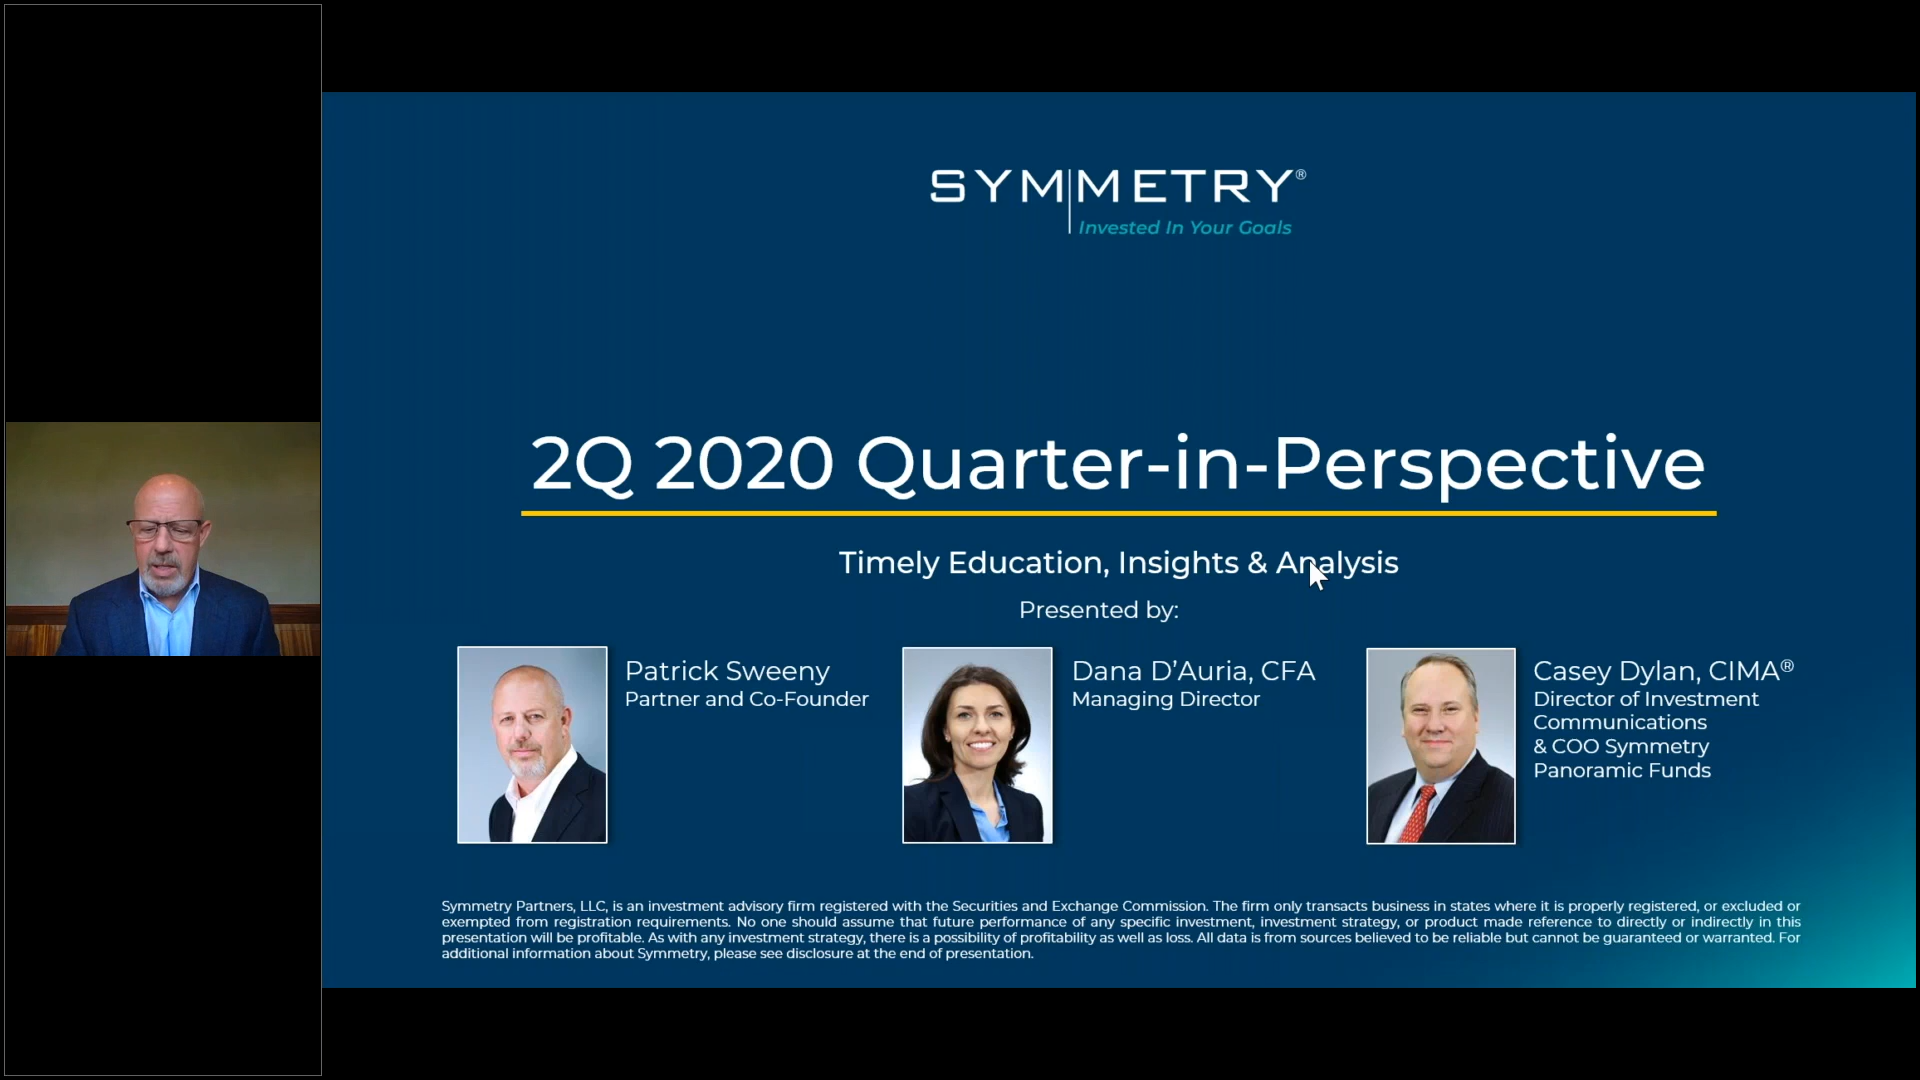 SYMMETRY®
Invested In Your Goals
2Q 2020 Quarter-in-Perspective
Timely Education, Insights & Analysis
Presented by:
Patrick Sweeny
Partner and Co-Founder
Dana D’Auria, CFA
Managing Director
Casey Dylan, CIMA®
Director of Investment
Communications
& COO Symmetry
Panoramic Funds
Symmetry Partners, LLC, is an investment advisory firm registered with the Securities and Exchange Commission. The firm only transacts business in states where it is properly registered, or excluded or
exempted from registration requirements. No one should assume that future performance of any specific investment, investment strategy, or product made reference to directly or indirectly in this
presentation will be profitable. As with any investment strategy, there is a possibility of profitability as well as loss. All data is from sources believed to be reliable but cannot be guaranteed or warranted. For
additional information about Symmetry, please see disclosure at the end of presentation.